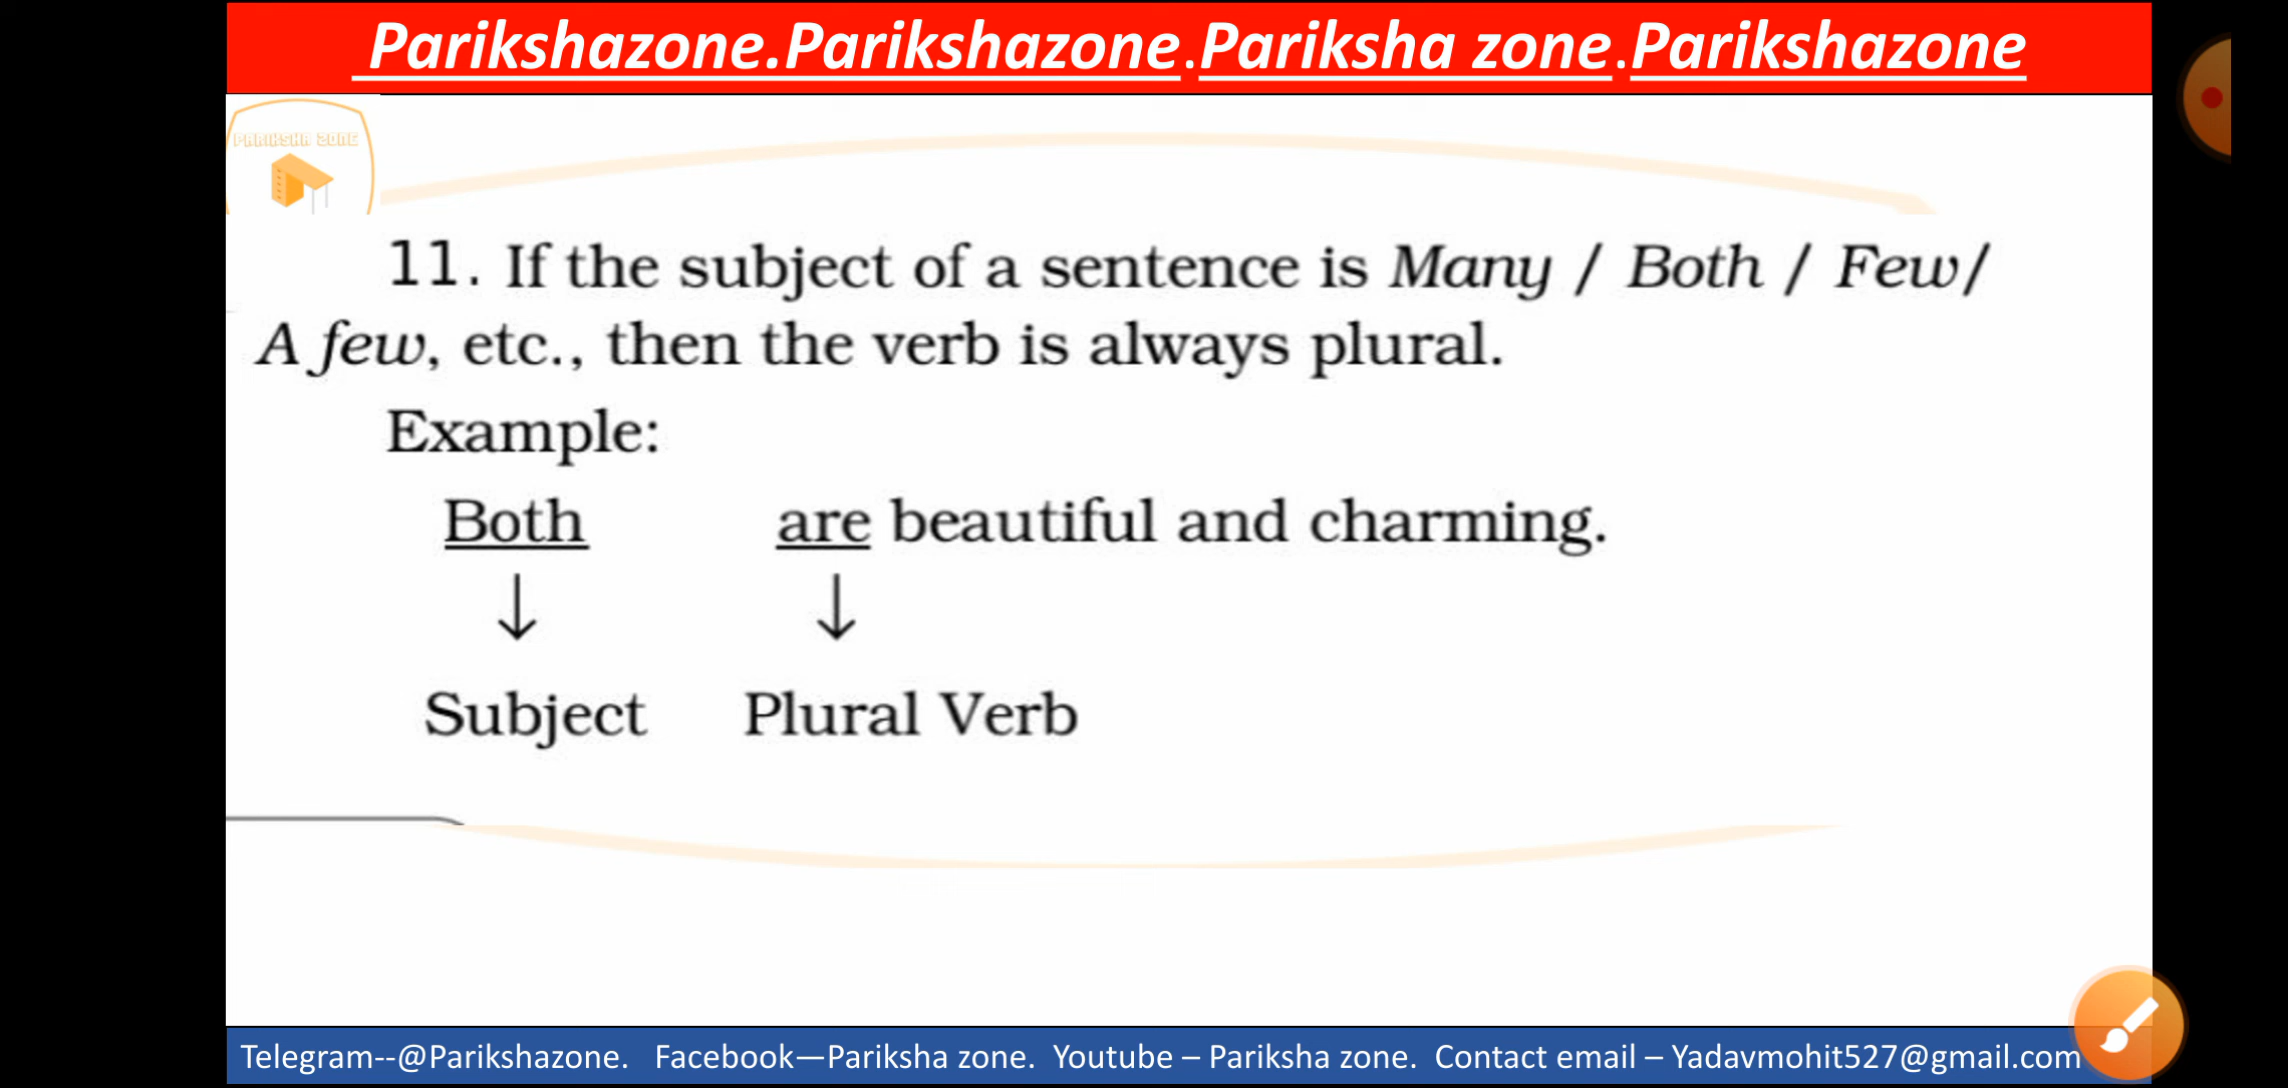 Parikshazone.Parikshazone.Pariksha zone.Parikshazone
PARIKSHA ZONE
11. If the subject of a sentence is Many / Both / Few/
A few, etc., then the verb is always plural.
Example:
Both are beautiful and charming.
↓ ↓
Subject Plural Verb
Telegram--@Parikshazone. Facebook—Pariksha zone. Youtube – Pariksha zone. Contact email – Yadavmohit527@gmail.com